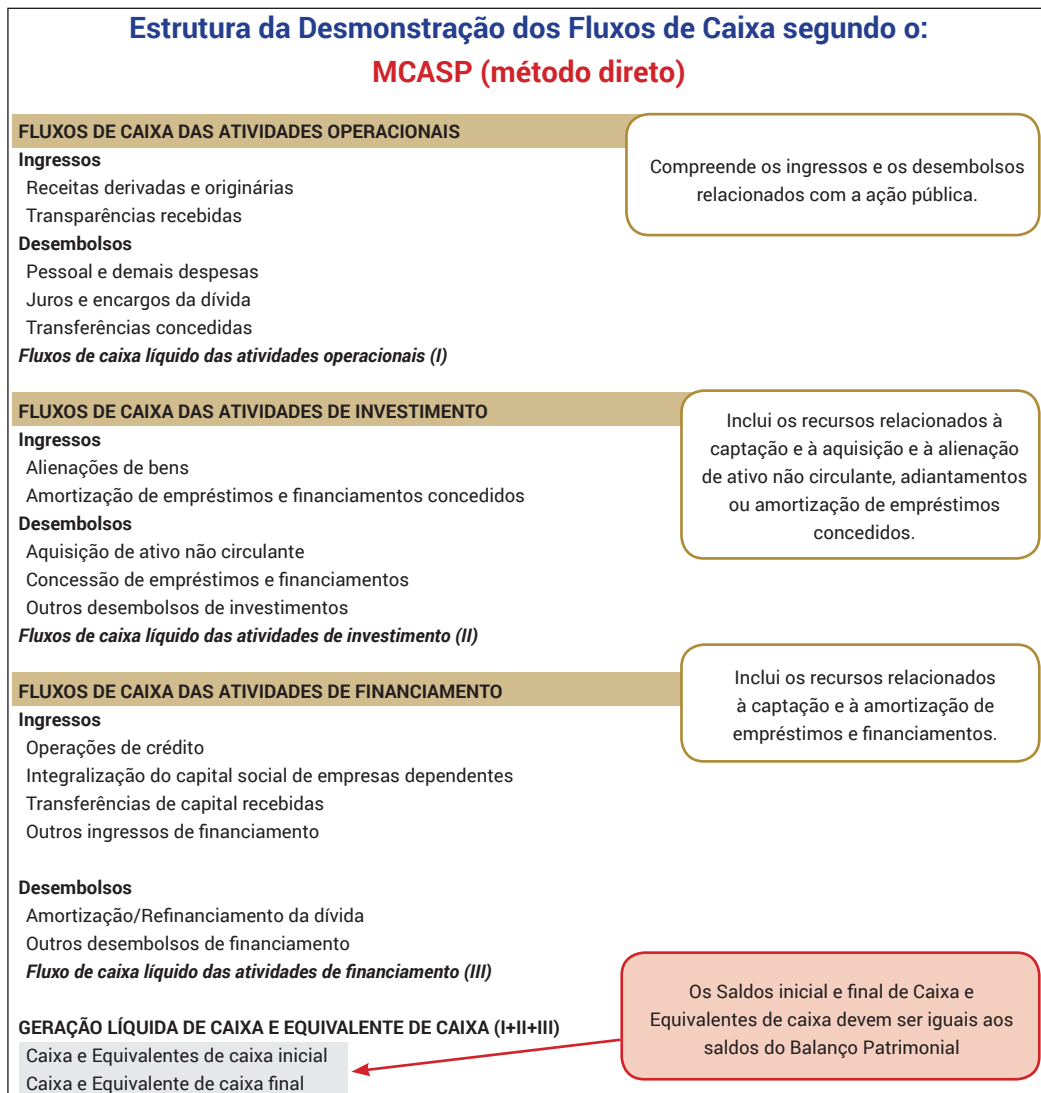 Estrutura da Desmonstração dos Fluxos de Caixa segundo o:
MCASP (método direto)
FLUXOS DE CAIXA DAS ATIVIDADES OPERACIONAIS
Ingressos
Receitas derivadas e originárias
Transparências recebidas
Desembolsos
Pessoal e demais despesas
Juros e encargos da dívida
Transferências concedidas
Fluxos de caixa líquido das atividades operacionais (I)
Compreende os ingressos e os desembolsos
relacionados com a ação pública.
FLUXOS DE CAIXA DAS ATIVIDADES DE INVESTIMENTO
Ingressos
Alienações de bens
Amortização de empréstimos e financiamentos concedidos
Desembolsos
Aquisição de ativo não circulante
Concessão de empréstimos e financiamentos
Outros desembolsos de investimentos
Fluxos de caixa líquido das atividades de investimento (II)
Inclui os recursos relacionados à
captação e à aquisição e à alienação
de ativo não circulante, adiantamentos
ou amortização de empréstimos
concedidos.
FLUXOS DE CAIXA DAS ATIVIDADES DE FINANCIAMENTO
Ingressos
Operações de crédito
Integralização do capital social de empresas dependentes
Transferências de capital recebidas
Outros ingressos de financiamento
Inclui os recursos relacionados
à captação e à amortização de
empréstimos e financiamentos.
Desembolsos
Amortização/Refinanciamento da dívida
Outros desembolsos de financiamento
Fluxo de caixa líquido das atividades de financiamento (III)
GERAÇÃO LÍQUIDA DE CAIXA E EQUIVALENTE DE CAIXA (I+II+III)
Caixa e Equivalentes de caixa inicial
Caixa e Equivalente de caixa final
Os Saldos inicial e final de Caixa e
Equivalentes de caixa devem ser iguais aos
saldos do Balanço Patrimonial